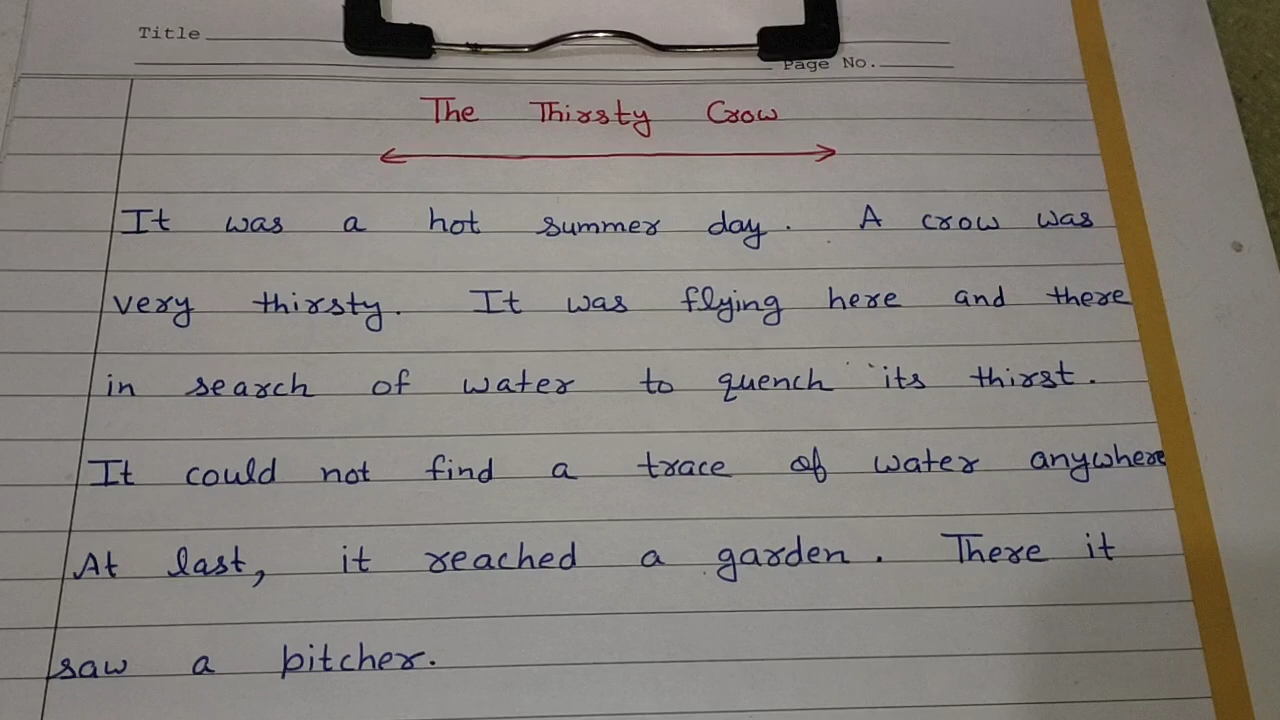 Title
Page No.
The Thirsty Crow
It was a hot summer day. A crow was
very thirsty. It was flying here and there
in search of water to quench its thirst.
It could not find a trace of water anywhere
At last, it reached a garden. There it
saw a pitcher.